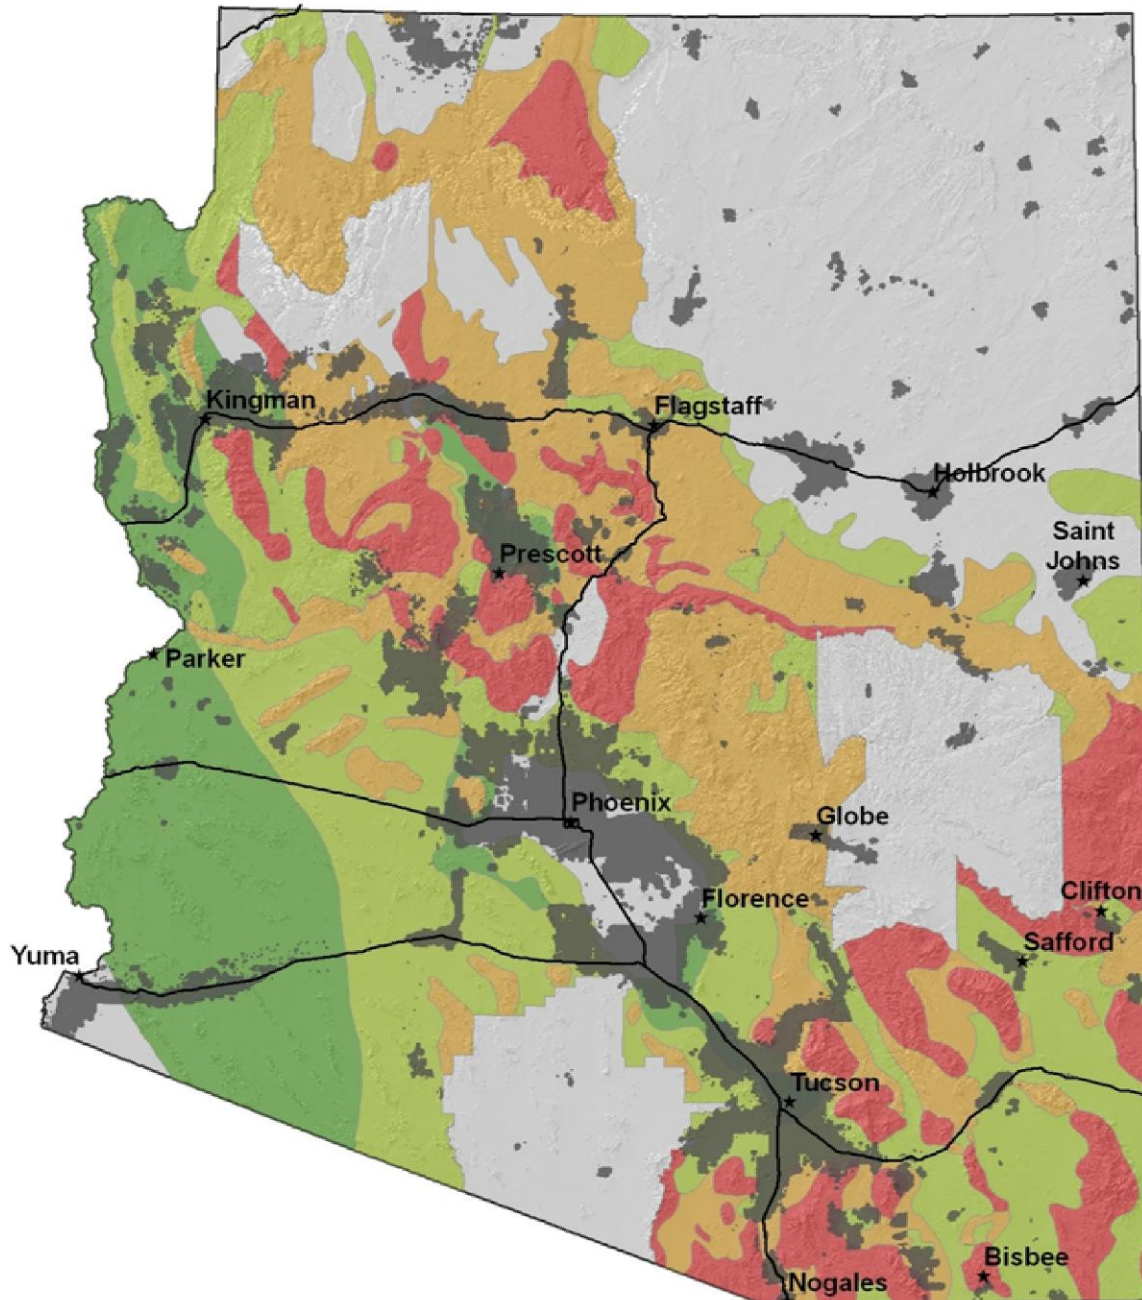 Kingman
Flagstaff
Holbrook
Saint
Johns
Prescott
Parker
Phoenix
Globe
Clifton
Florence
Safford
Yuma
Tucson
Bisbee
Nogales